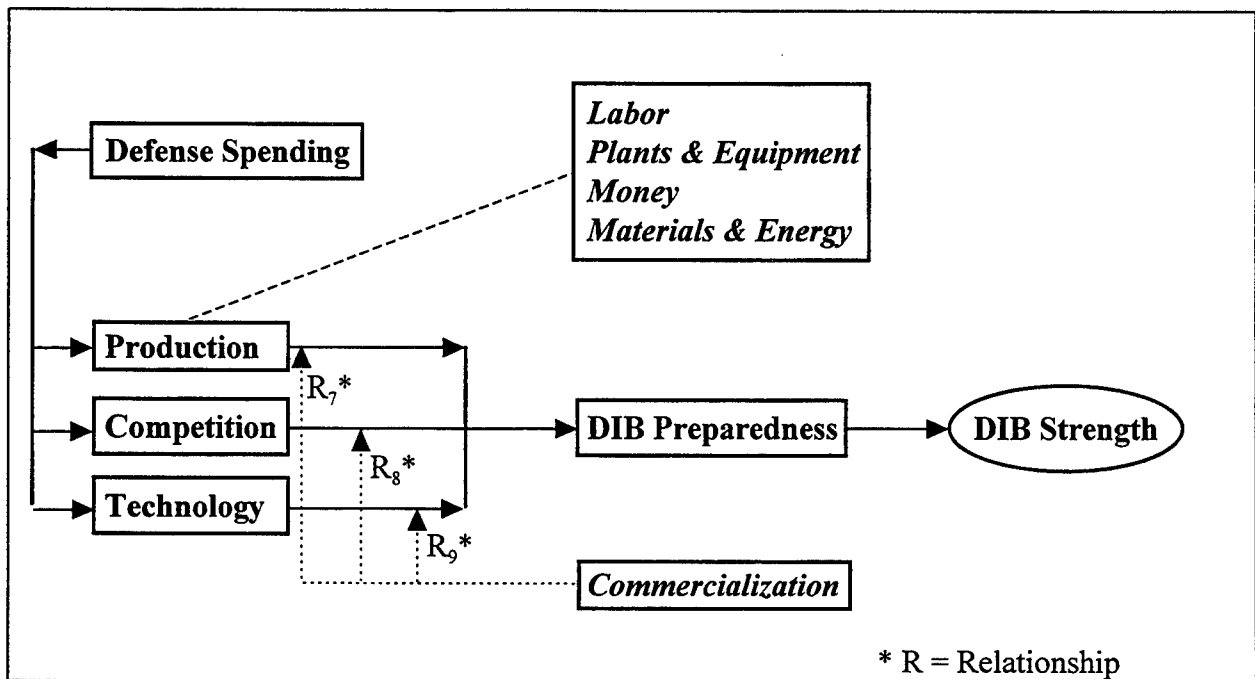 Labor
Plants & Equipment
Money
Materials & Energy
Defense Spending
Production
R7*
Competition
DIB Preparedness
DIB Strength
R8*
Technology
R9*
Commercialization
* R = Relationship